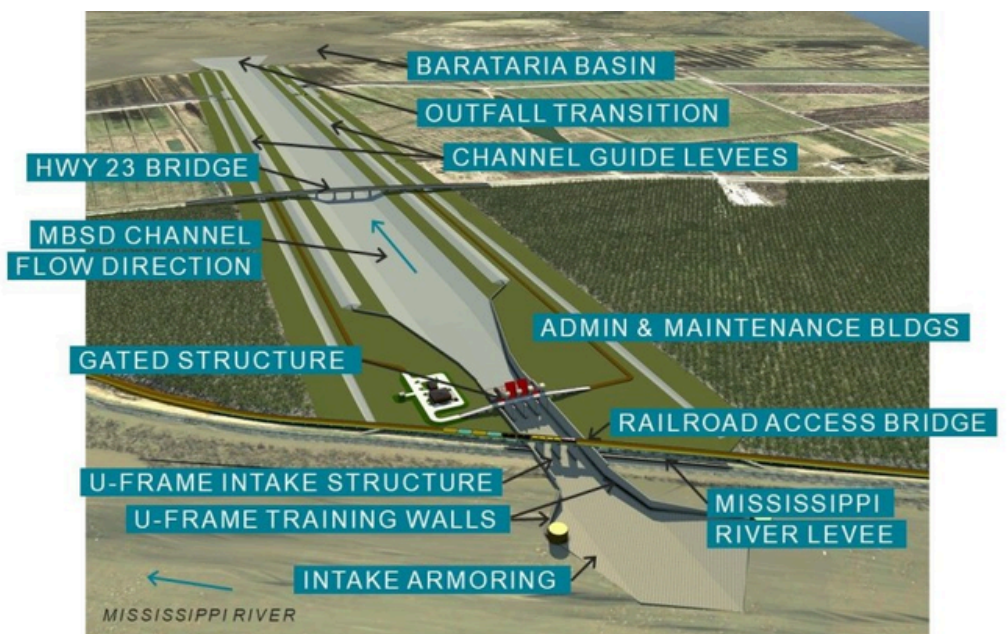 BARATARIA BASIN
OUTFALL TRANSITION
CHANNEL GUIDE LEVEES
HWY 23 BRIDGE
MBSD CHANNEL
FLOW DIRECTION
ADMIN & MAINTENANCE BLDGS
GATED STRUCTURE
RAILROAD ACCESS BRIDGE
U-FRAME INTAKE STRUCTURE
MISSISSIPPI
RIVER LEVEE
U-FRAME TRAINING WALLS
INTAKE ARMORING
MISSISSIPPI RIVER